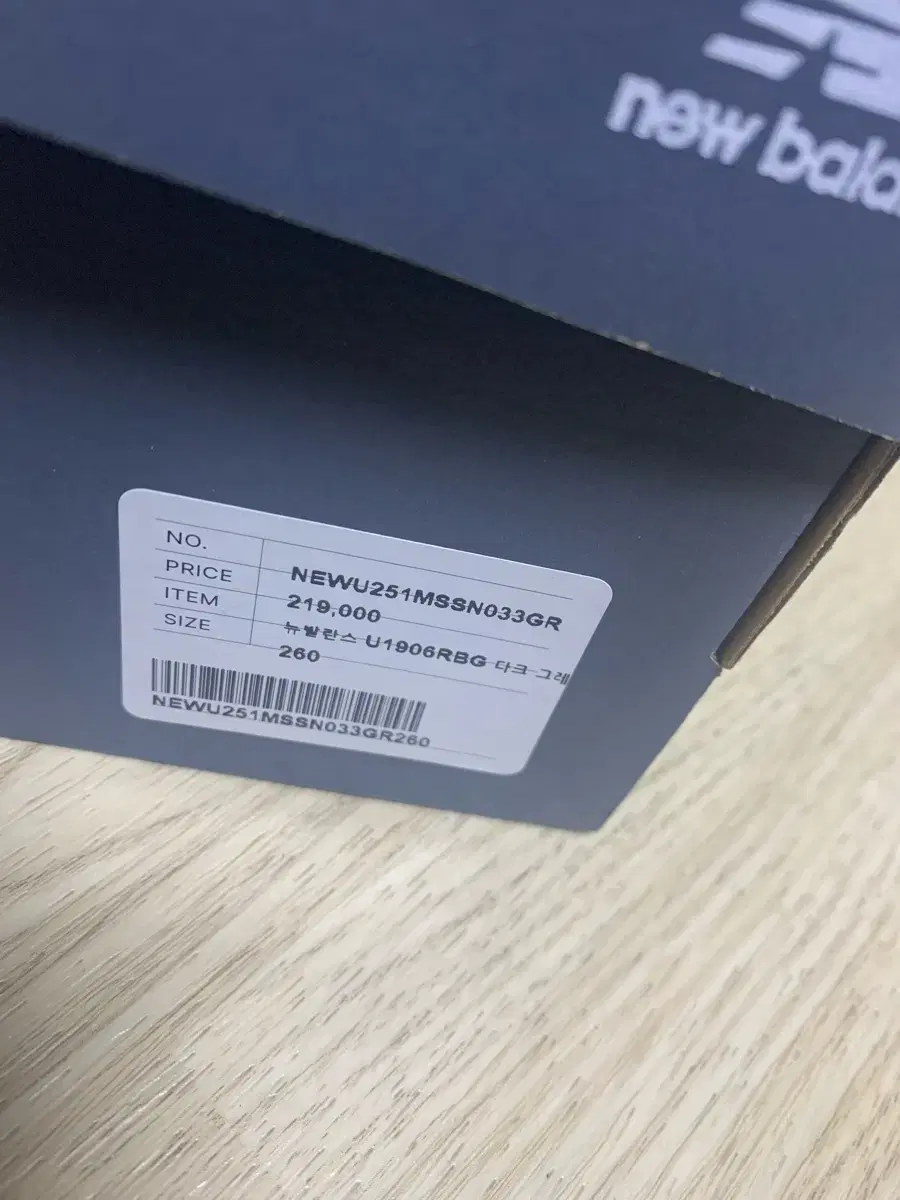 new bala
NO. NEWU251MSSN033GR
PRICE 219,000
ITEM 뉴발란스 U1906RBG 다크 그레
SIZE 260
NEWU251MSSN033GR260